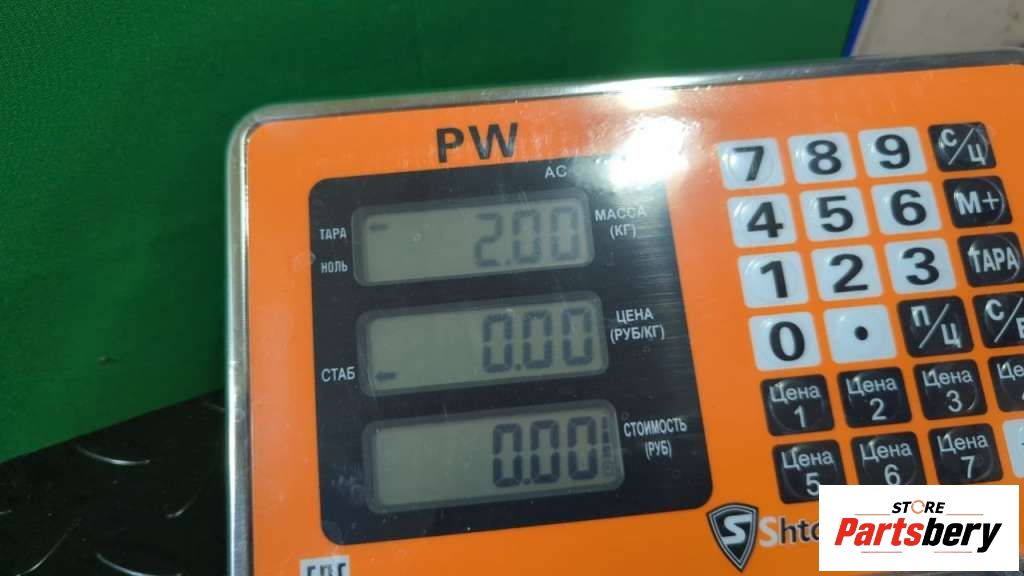 PW
AC
ТАРА
НОЛЬ
2.00
МАССА
(КГ)
СТАБ
0.00
ЦЕНА
(РУБ/КГ)
0.00
СТОИМОСТЬ
(РУБ)
7 8 9 С/Ц
4 5 6 М+
1 2 3 ТАРА
0 . П/Ц
Цена 1 Цена 2 Цена 3
Цена 5 Цена 6 Цена 7
S
STORE
Partsbery